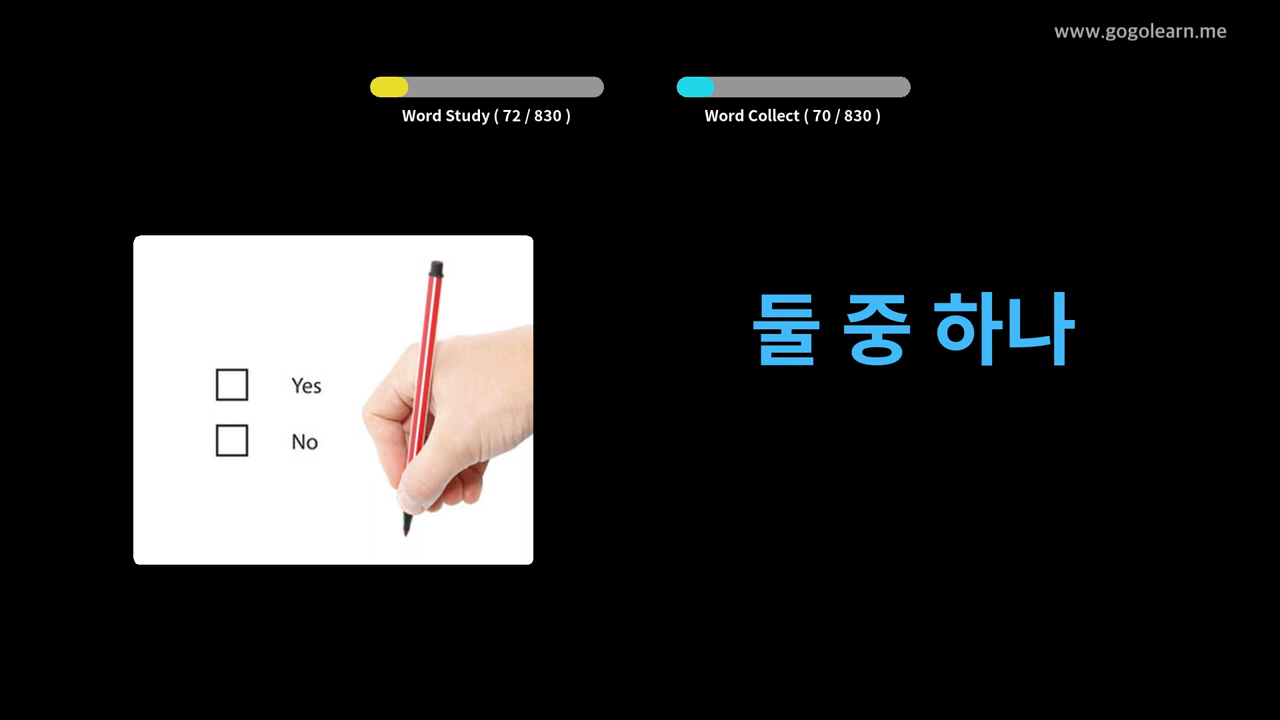 www.gogolearn.me
Word Study ( 72 / 830 )
Word Collect ( 70 / 830 )
Yes
No
둘 중 하나